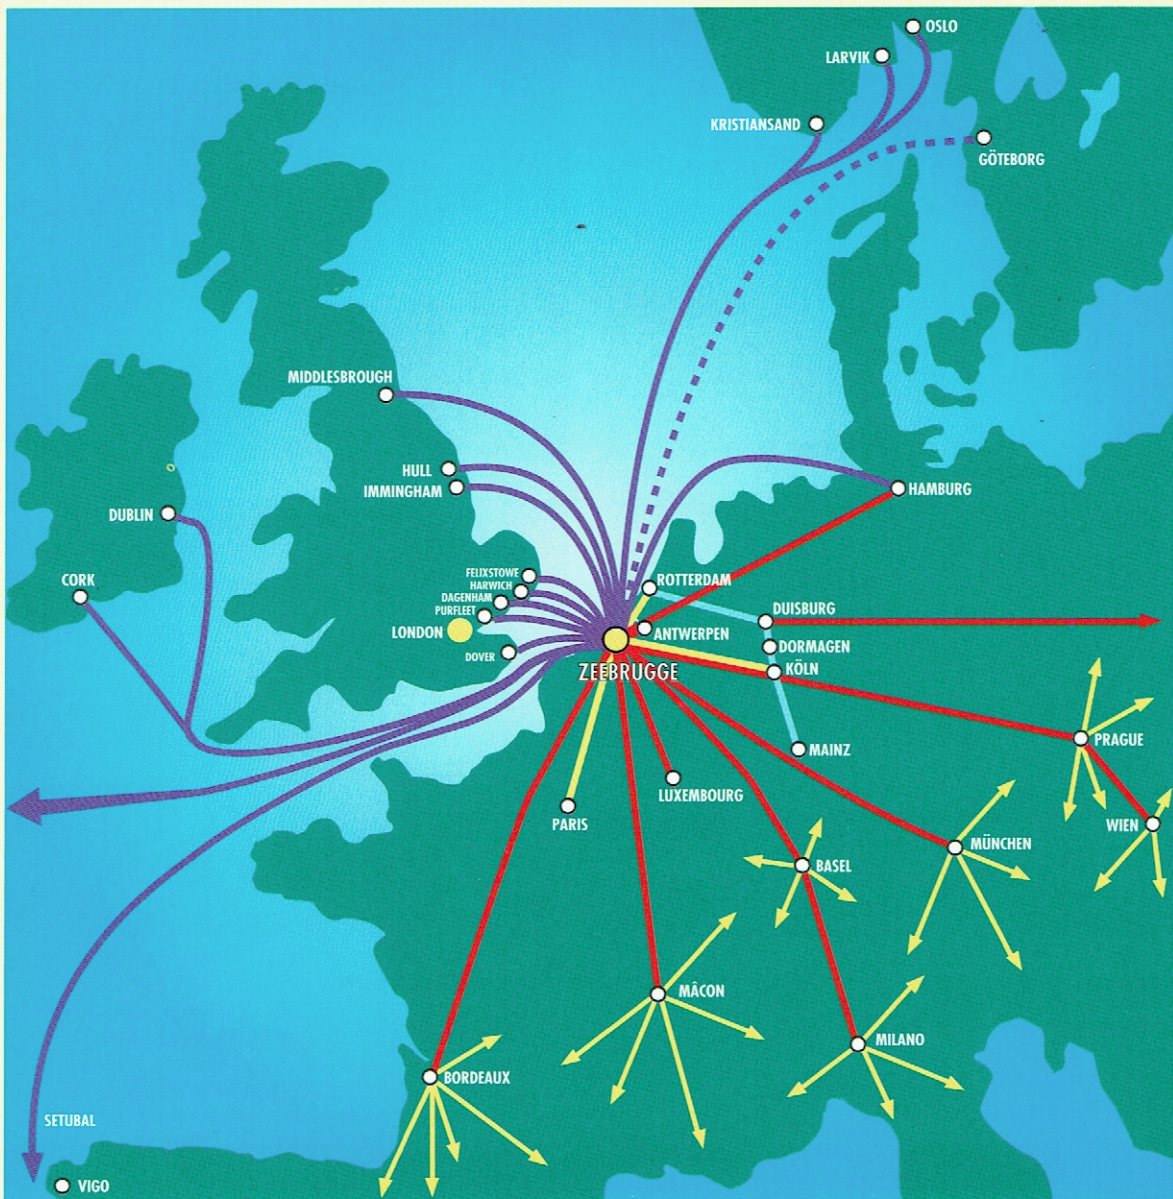 OSLO
LARVIK
KRISTIANSAND
GÖTEBORG
MIDDLESBROUGH
HULL
IMMINGHAM
HAMBURG
DUBLIN
CORK
FELIXSTOWE
HARWICH
DAGENHAM
PURFLEET
LONDON
DOVER
ROTTERDAM
ANTWERPEN
DUISBURG
DORMAGEN
KÖLN
ZEEBRUGGE
MAINZ
PRAGUE
LUXEMBOURG
PARIS
WIEN
MÜNCHEN
BASEL
MÂCON
MILANO
BORDEAUX
SETUBAL
VIGO